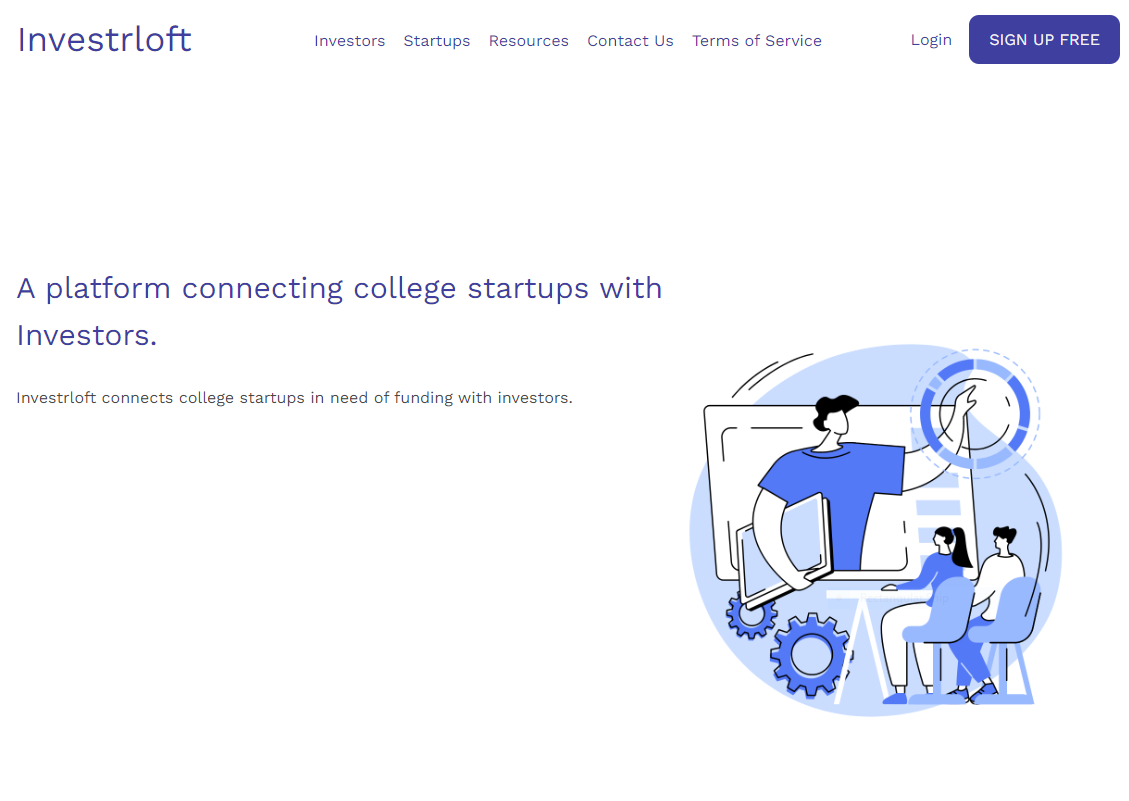 Investrloft
Investors Startups Resources Contact Us Terms of Service
Login
SIGN UP FREE
A platform connecting college startups with
Investors.
Investrloft connects college startups in need of funding with investors.